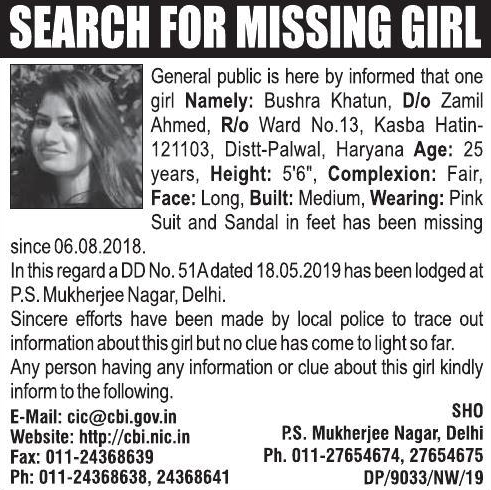 SEARCH FOR MISSING GIRL
General public is here by informed that one
girl Namely: Bushra Khatun, D/o Zamil
Ahmed, R/o Ward No.13, Kasba Hatin-
121103, Distt-Palwal, Haryana Age: 25
years, Height: 5'6", Complexion: Fair,
Face: Long, Built: Medium, Wearing: Pink
Suit and Sandal in feet has been missing
since 06.08.2018.
In this regard a DD No. 51A dated 18.05.2019 has been lodged at
P.S. Mukherjee Nagar, Delhi.
Sincere efforts have been made by local police to trace out
information about this girl but no clue has come to light so far.
Any person having any information or clue about this girl kindly
inform to the following.
E-Mail: cic@cbi.gov.in
Website: http://cbi.nic.in
Fax: 011-24368639
Ph: 011-24368638, 24368641
SHO
P.S. Mukherjee Nagar, Delhi
Ph. 011-27654674, 27654675
DP/9033/NW/19